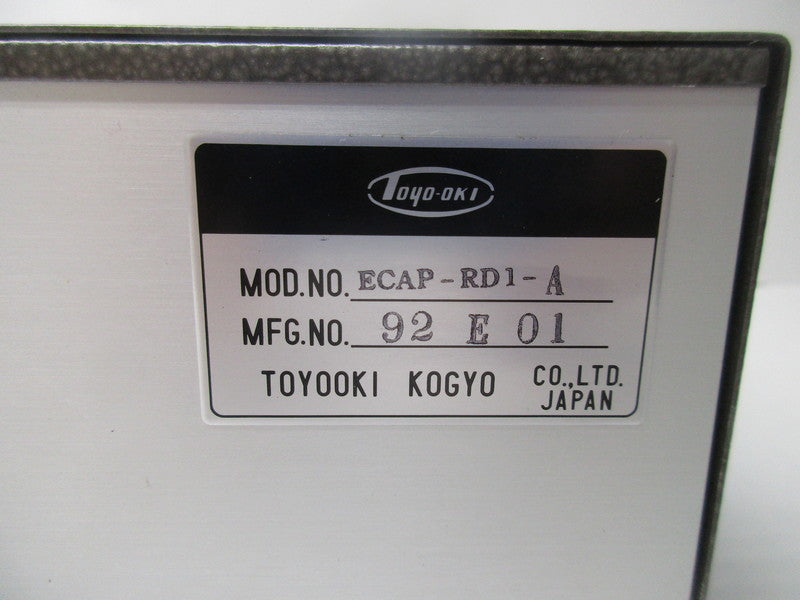 TOYO-OKI
MOD.NO. ECAP-RD1-A
MFG.NO. 92 E 01
TOYOOKI KOGYO CO.,LTD.
JAPAN